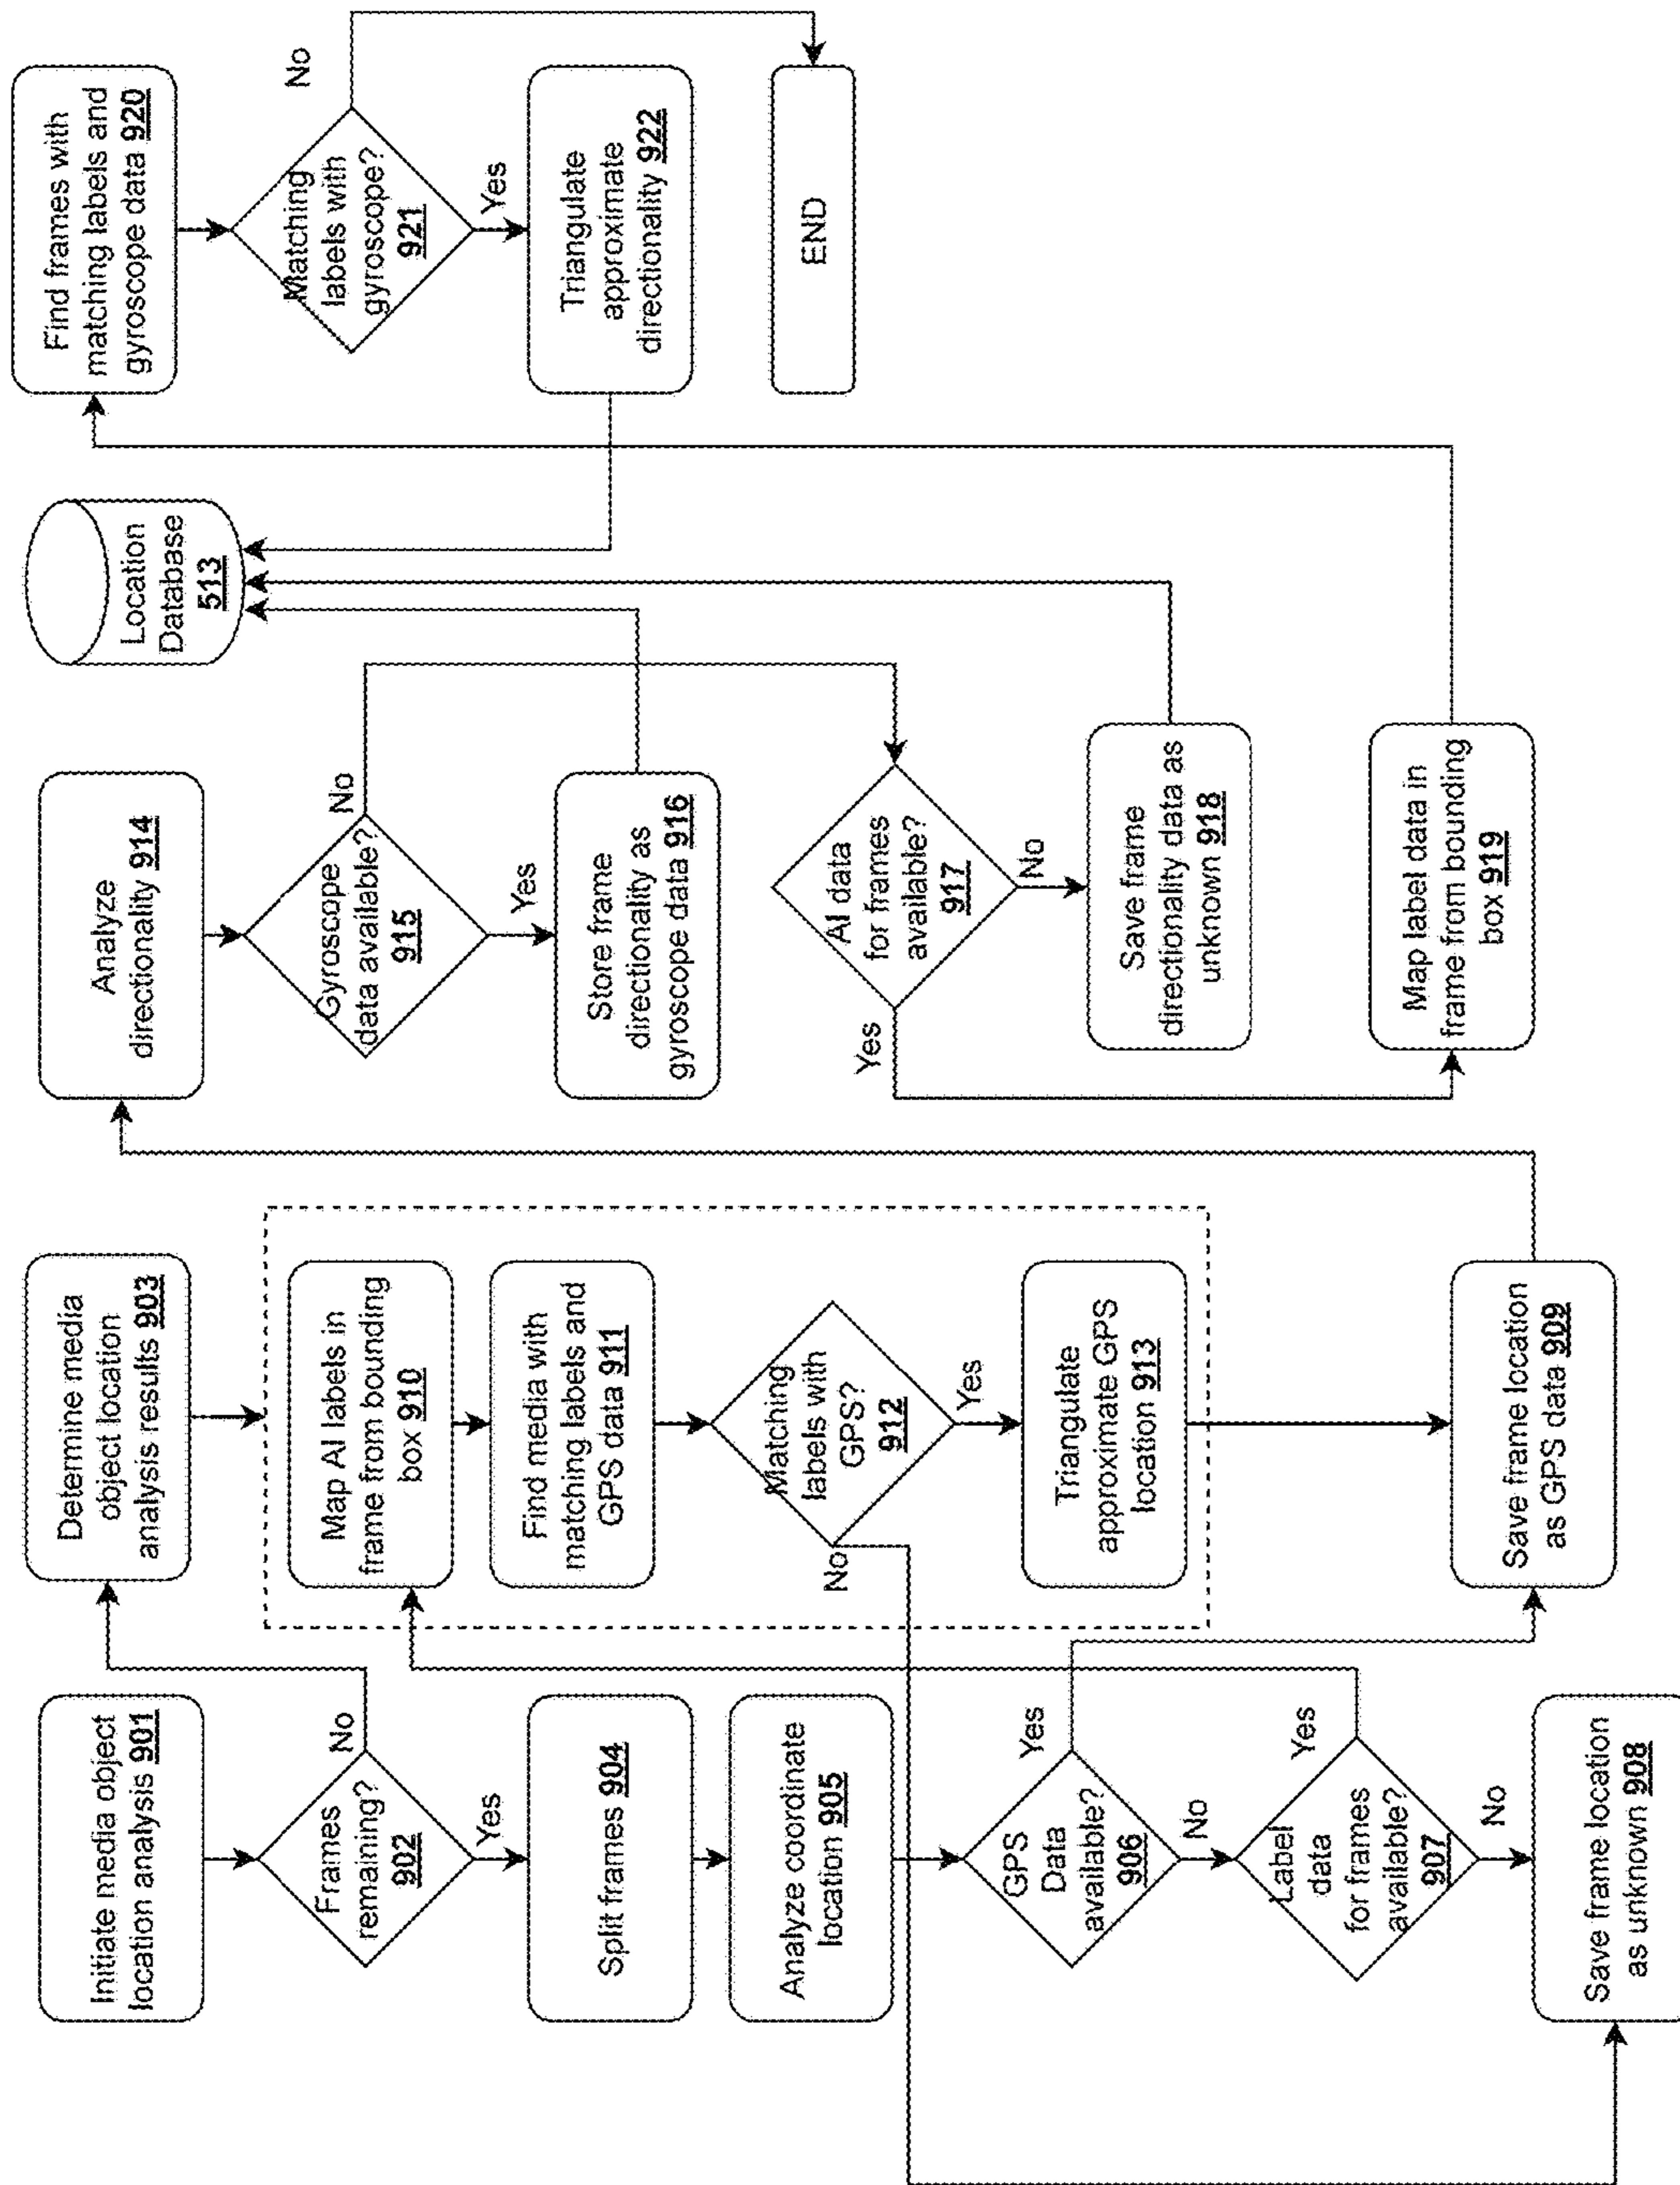 Initiate media object
location analysis 901
Frames
remaining?
902
No
Yes
Split frames 904
Analyze coordinate
location 905
GPS
Data
available?
906
Yes
No
Label
data
for frames
available?
907
Yes
No
Save frame location
as unknown 908
Determine media
object location
analysis results 903
Map AI labels in
frame from bounding
box 910
Find media with
matching labels and
GPS data 911
Matching
labels with
GPS?
912
No
Yes
Triangulate
approximate GPS
location 913
Save frame location
as GPS data 909
Analyze
directionality 914
Gyroscope
data available?
915
No
Yes
Store frame
directionality as
gyroscope data 916
AI data
for frames
available?
917
Yes
No
Save frame
directionality data as
unknown 918
Map label data in
frame from bounding
box 919
Location
Database
513
Find frames with
matching labels and
gyroscope data 920
Matching
labels with
gyroscope?
921
No
Yes
Triangulate
approximate
directionality 922
END